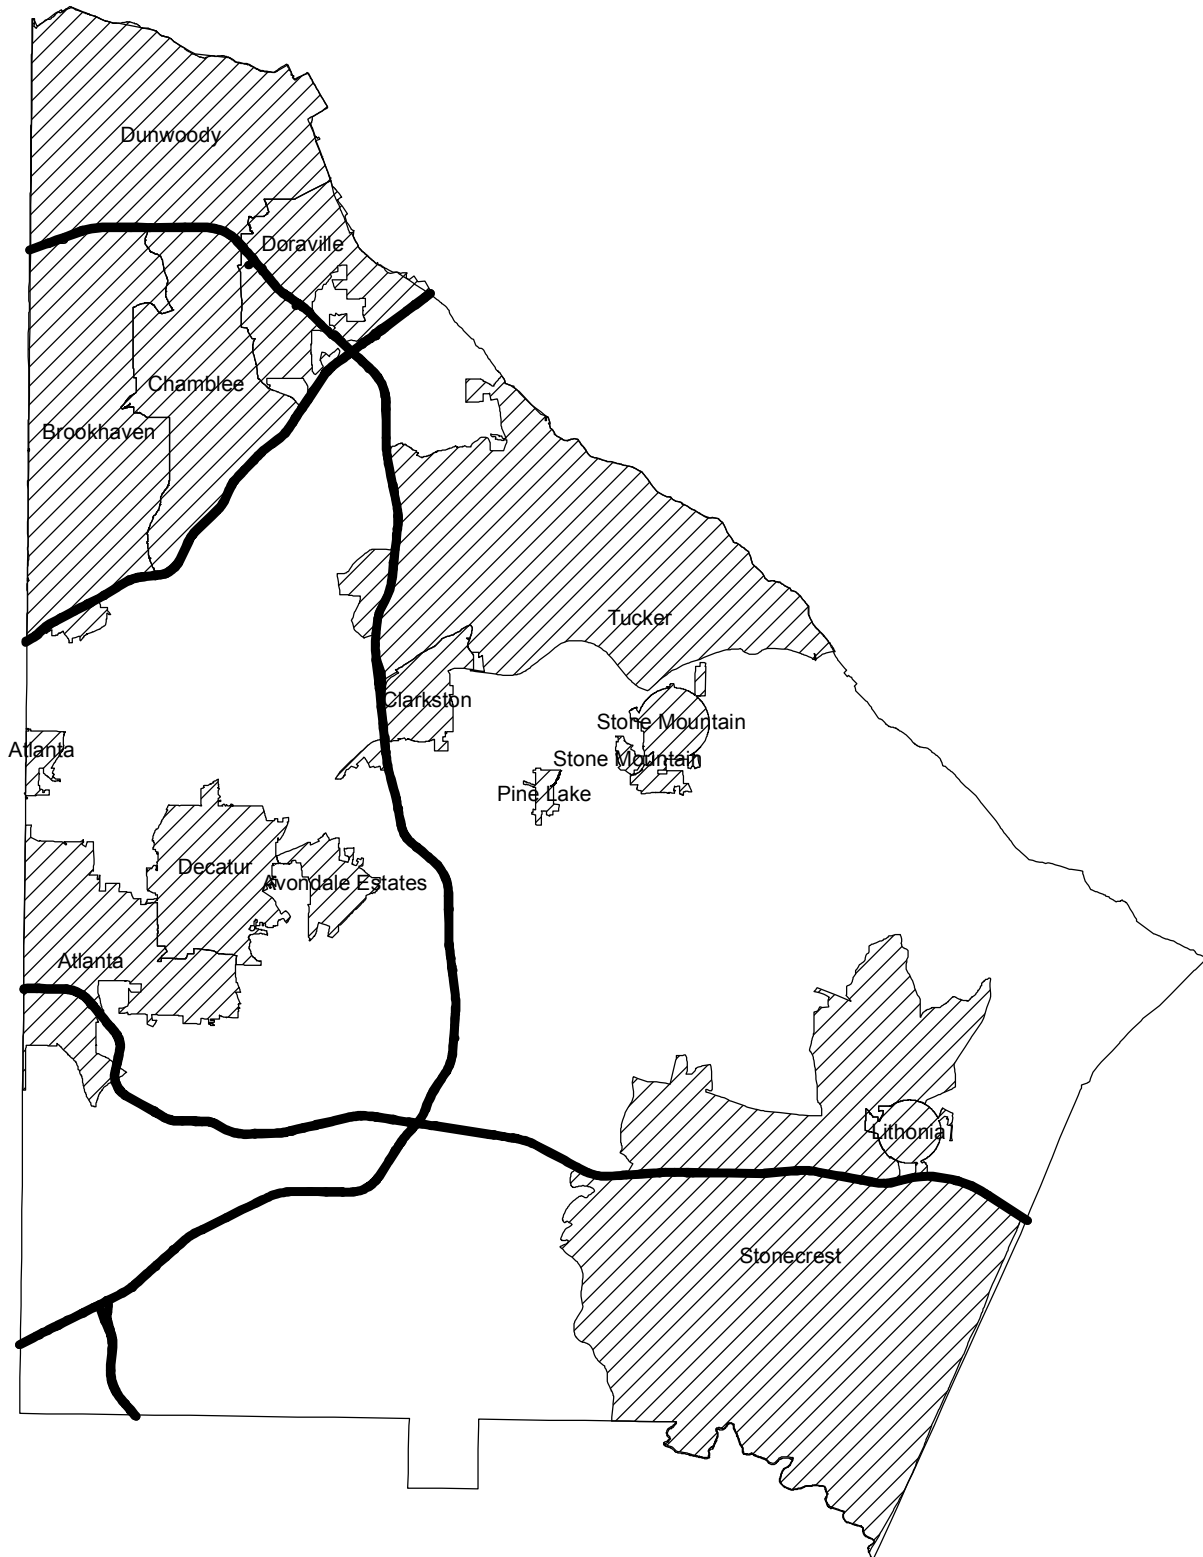 Dunwoody
Doraville
Chamblee
Brookhaven
Tucker
Clarkston
Stone Mountain
Atlanta
Stone Mountain
Pine Lake
Decatur
Avondale Estates
Atlanta
Lithonia
Stonecrest